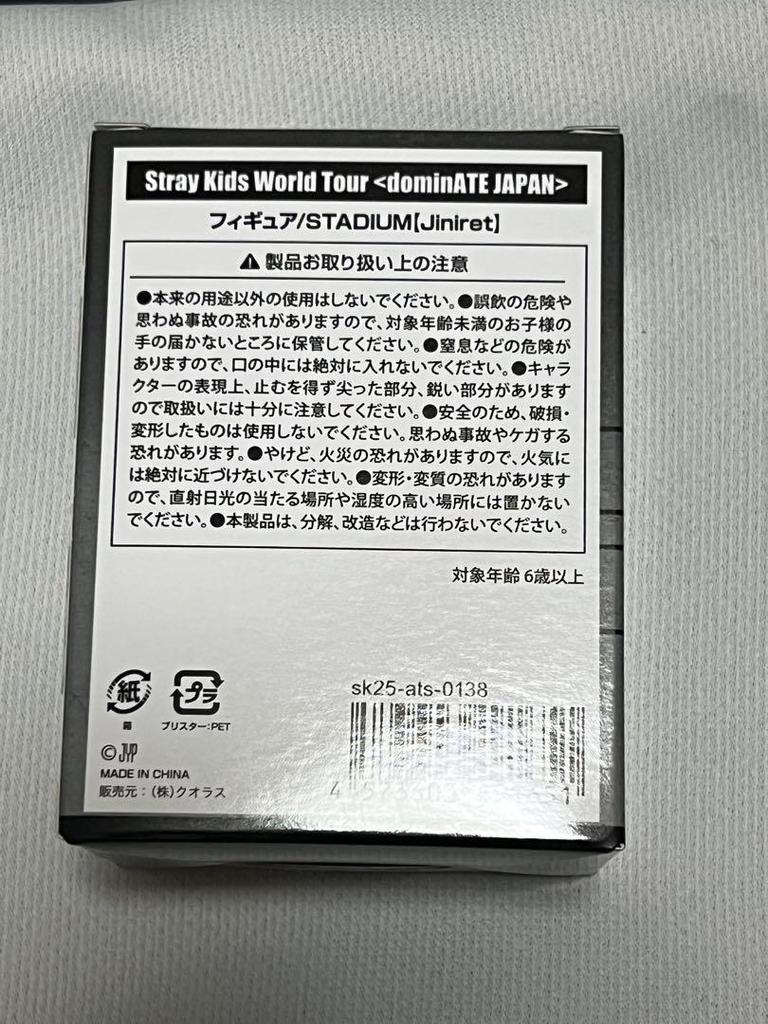 Stray Kids World Tour <dominATE JAPAN>
フィギュア/STADIUM【Jiniret】
⚠ 製品お取り扱い上の注意
●本来の用途以外の使用はしないでください。●誤飲の危険や
思わぬ事故の恐れがありますので、対象年齢未満のお子様の
手の届かないところに保管してください。●窒息などの危険が
ありますので、口の中には絶対に入れないでください。●キャラ
クターの表現上、止むを得ず尖った部分、鋭い部分があります
ので取扱いには十分に注意してください。●安全のため、破損・
変形したものは使用しないでください。思わぬ事故やケガする
恐れがあります。●やけど、火災の恐れがありますので、火気に
は絶対に近づけないでください。●変形・変質の恐れがあります
ので、直射日光の当たる場所や湿度の高い場所には置かない
でください。●本製品は、分解、改造などは行わないでください。
対象年齢 6歳以上
紙
箱
プラ
ブリスター:PET
sk25-ats-0138
©JYP
MADE IN CHINA
販売元:(株)クオラス